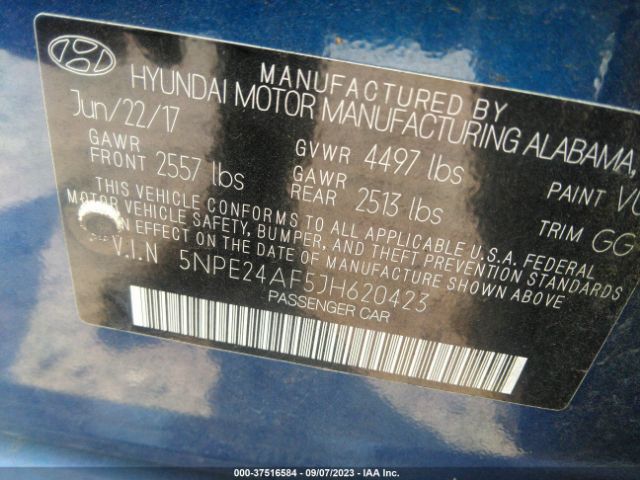 MANUFACTURED BY
HYUNDAI MOTOR MANUFACTURING ALABAMA,
Jun/22/17
GAWR FRONT 2557 lbs
GVWR 4497 lbs
GAWR REAR 2513 lbs
PAINT
TRIM GG
THIS VEHICLE CONFORMS TO ALL APPLICABLE U.S.A. FEDERAL
MOTOR VEHICLE SAFETY, BUMPER, AND THEFT PREVENTION STANDARDS
IN EFFECT ON THE DATE OF MANUFACTURE SHOWN ABOVE
V.I.N 5NPE24AF5JH620423
PASSENGER CAR
000-37516584 - 09/07/2023 - IAA Inc.